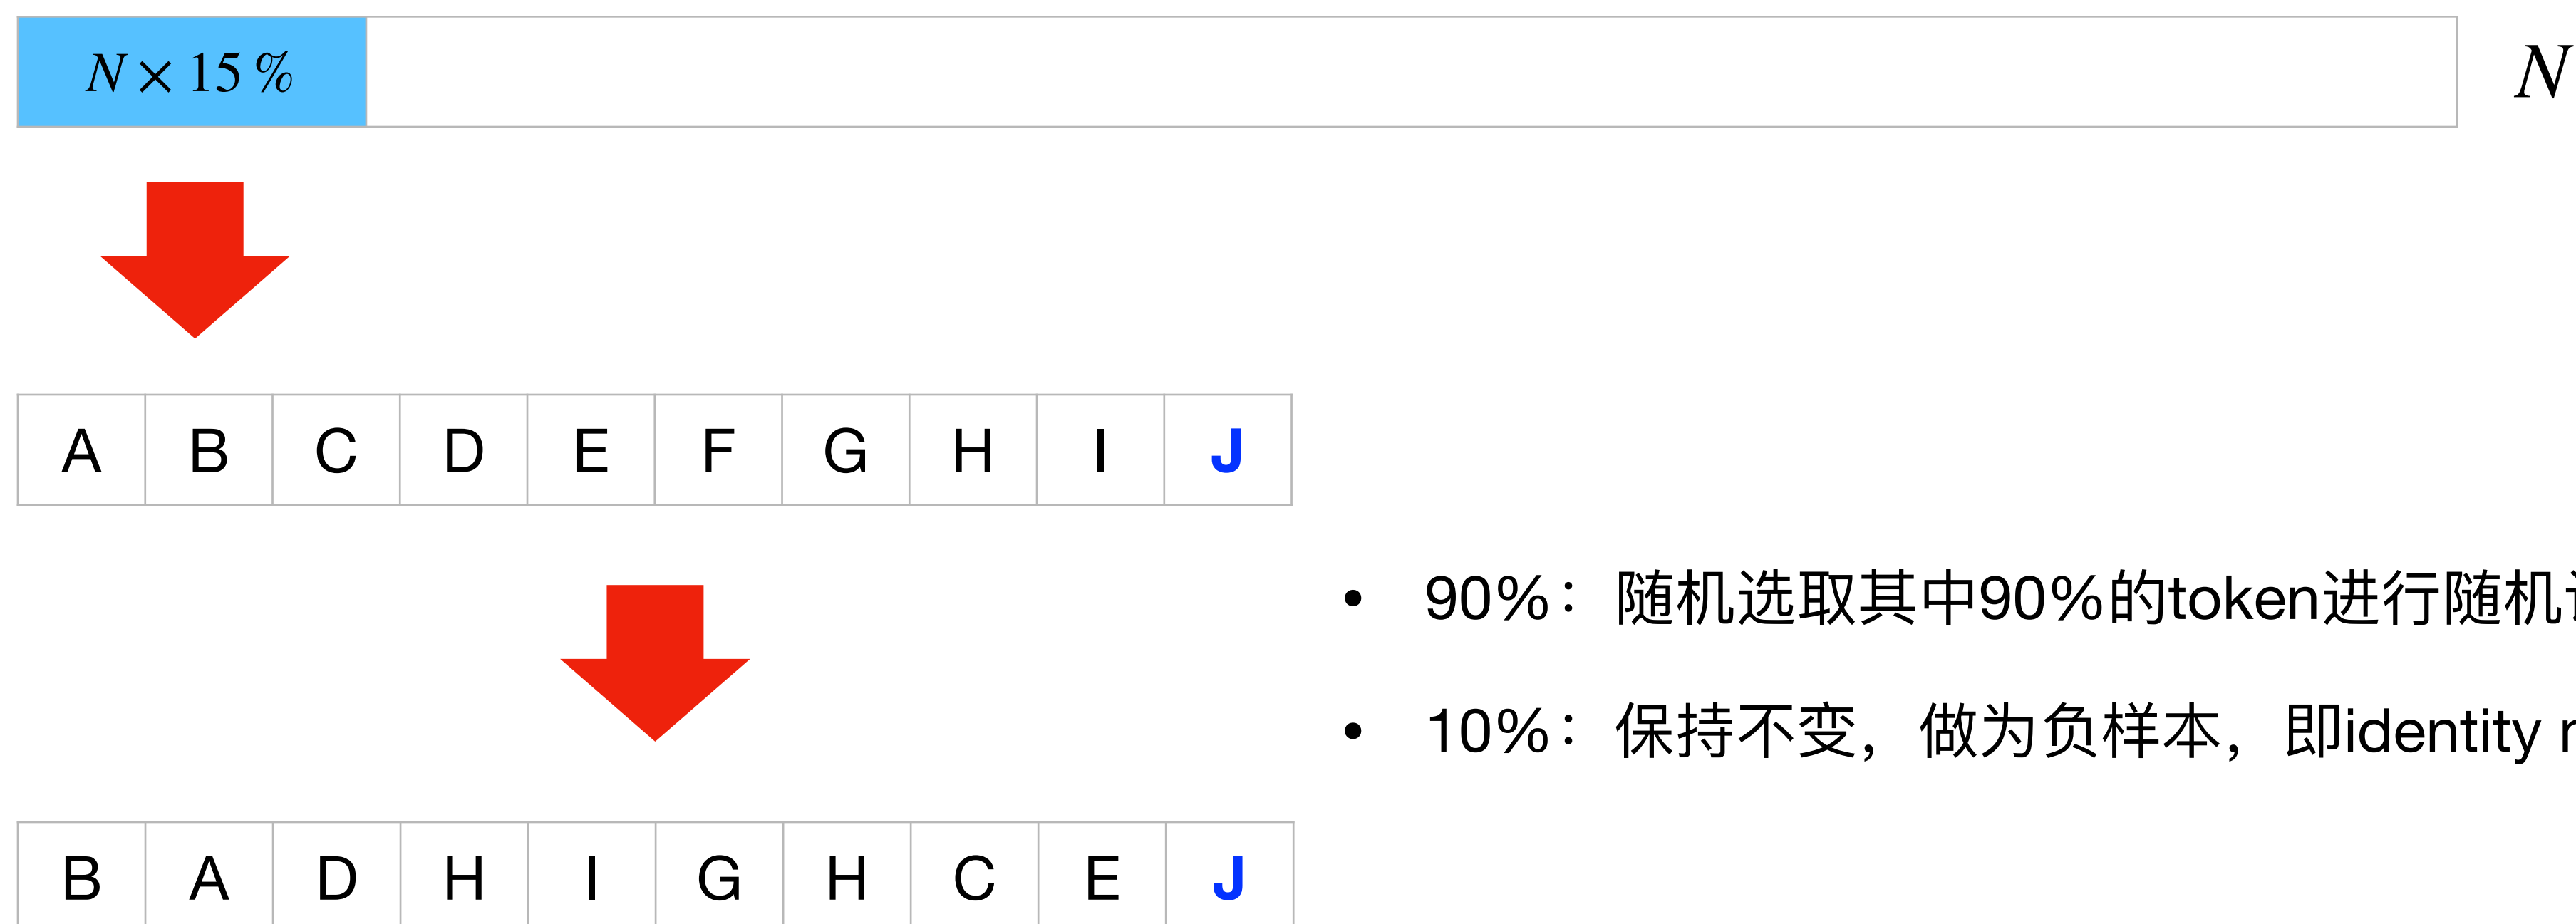 N × 15 % N
A B C D E F G H I J
• 90%：随机选取其中90%的token进行随机
• 10%：保持不变，做为负样本，即identity
B A D H I G H C E J